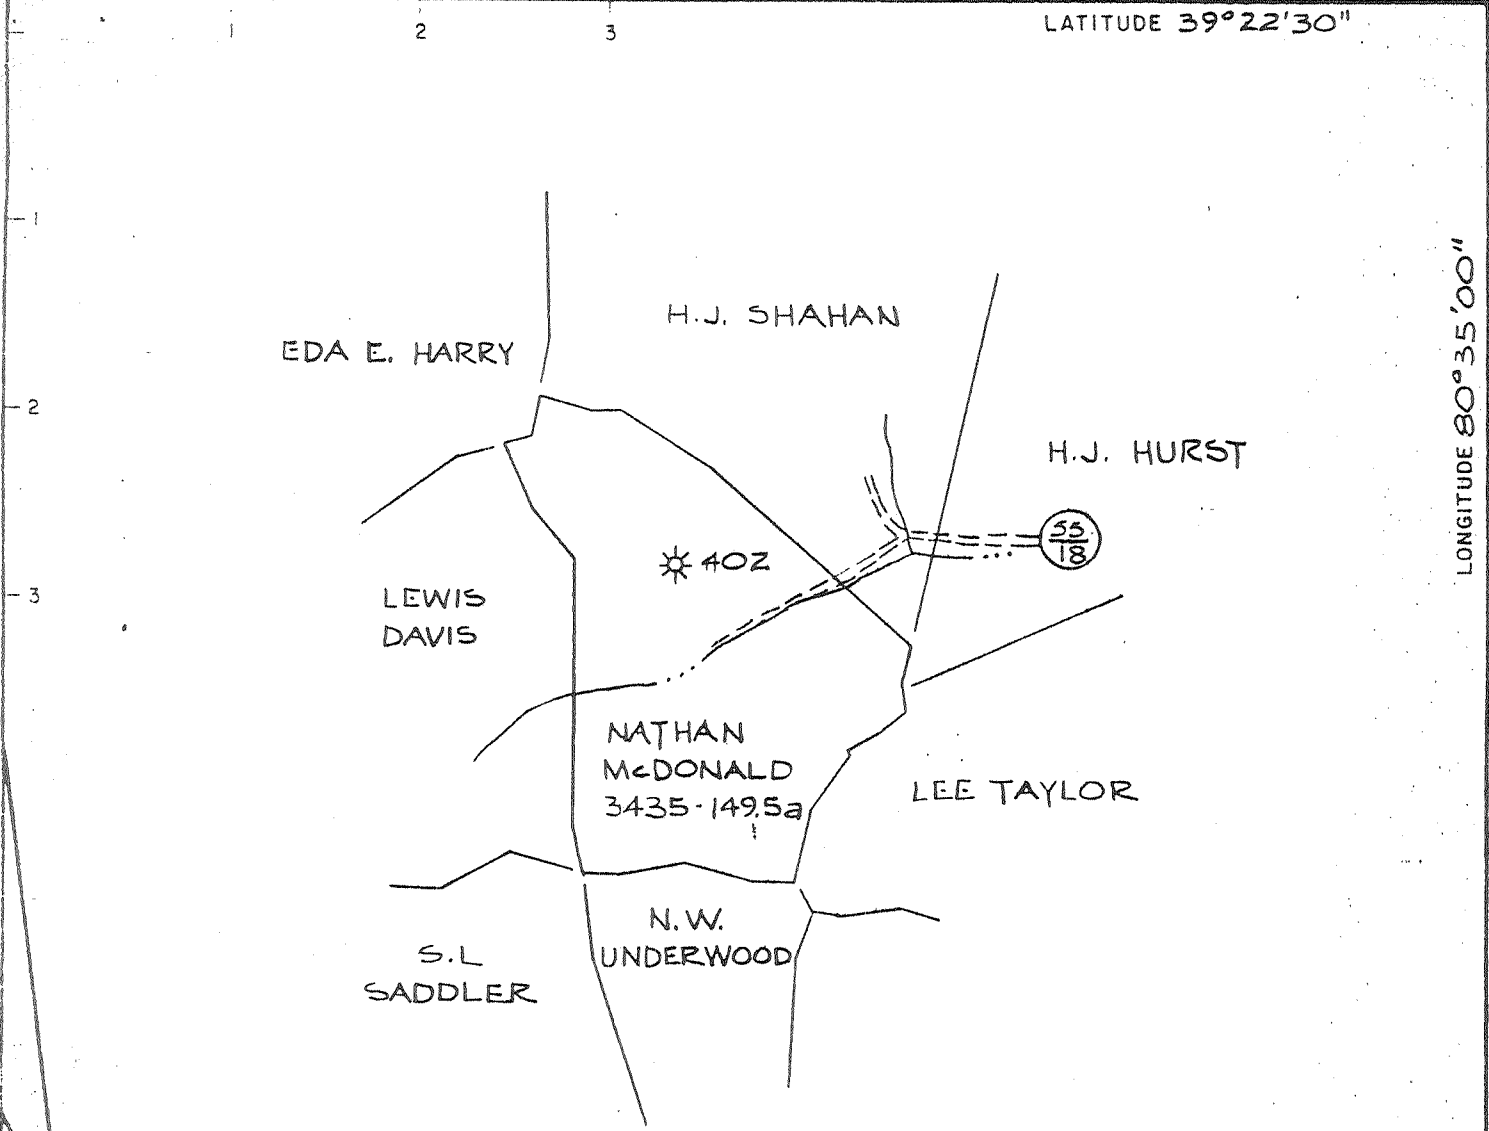 LATITUDE 39°22'30"
1 2 3
1
LONGITUDE 80°35'00"
H.J. SHAHAN
EDA E. HARRY
2
H.J. HURST
55
18
402
3
LEWIS
DAVIS
NATHAN
McDONALD
3435-149.5a
LEE TAYLOR
N.W.
UNDERWOOD
S.L
SADDLER